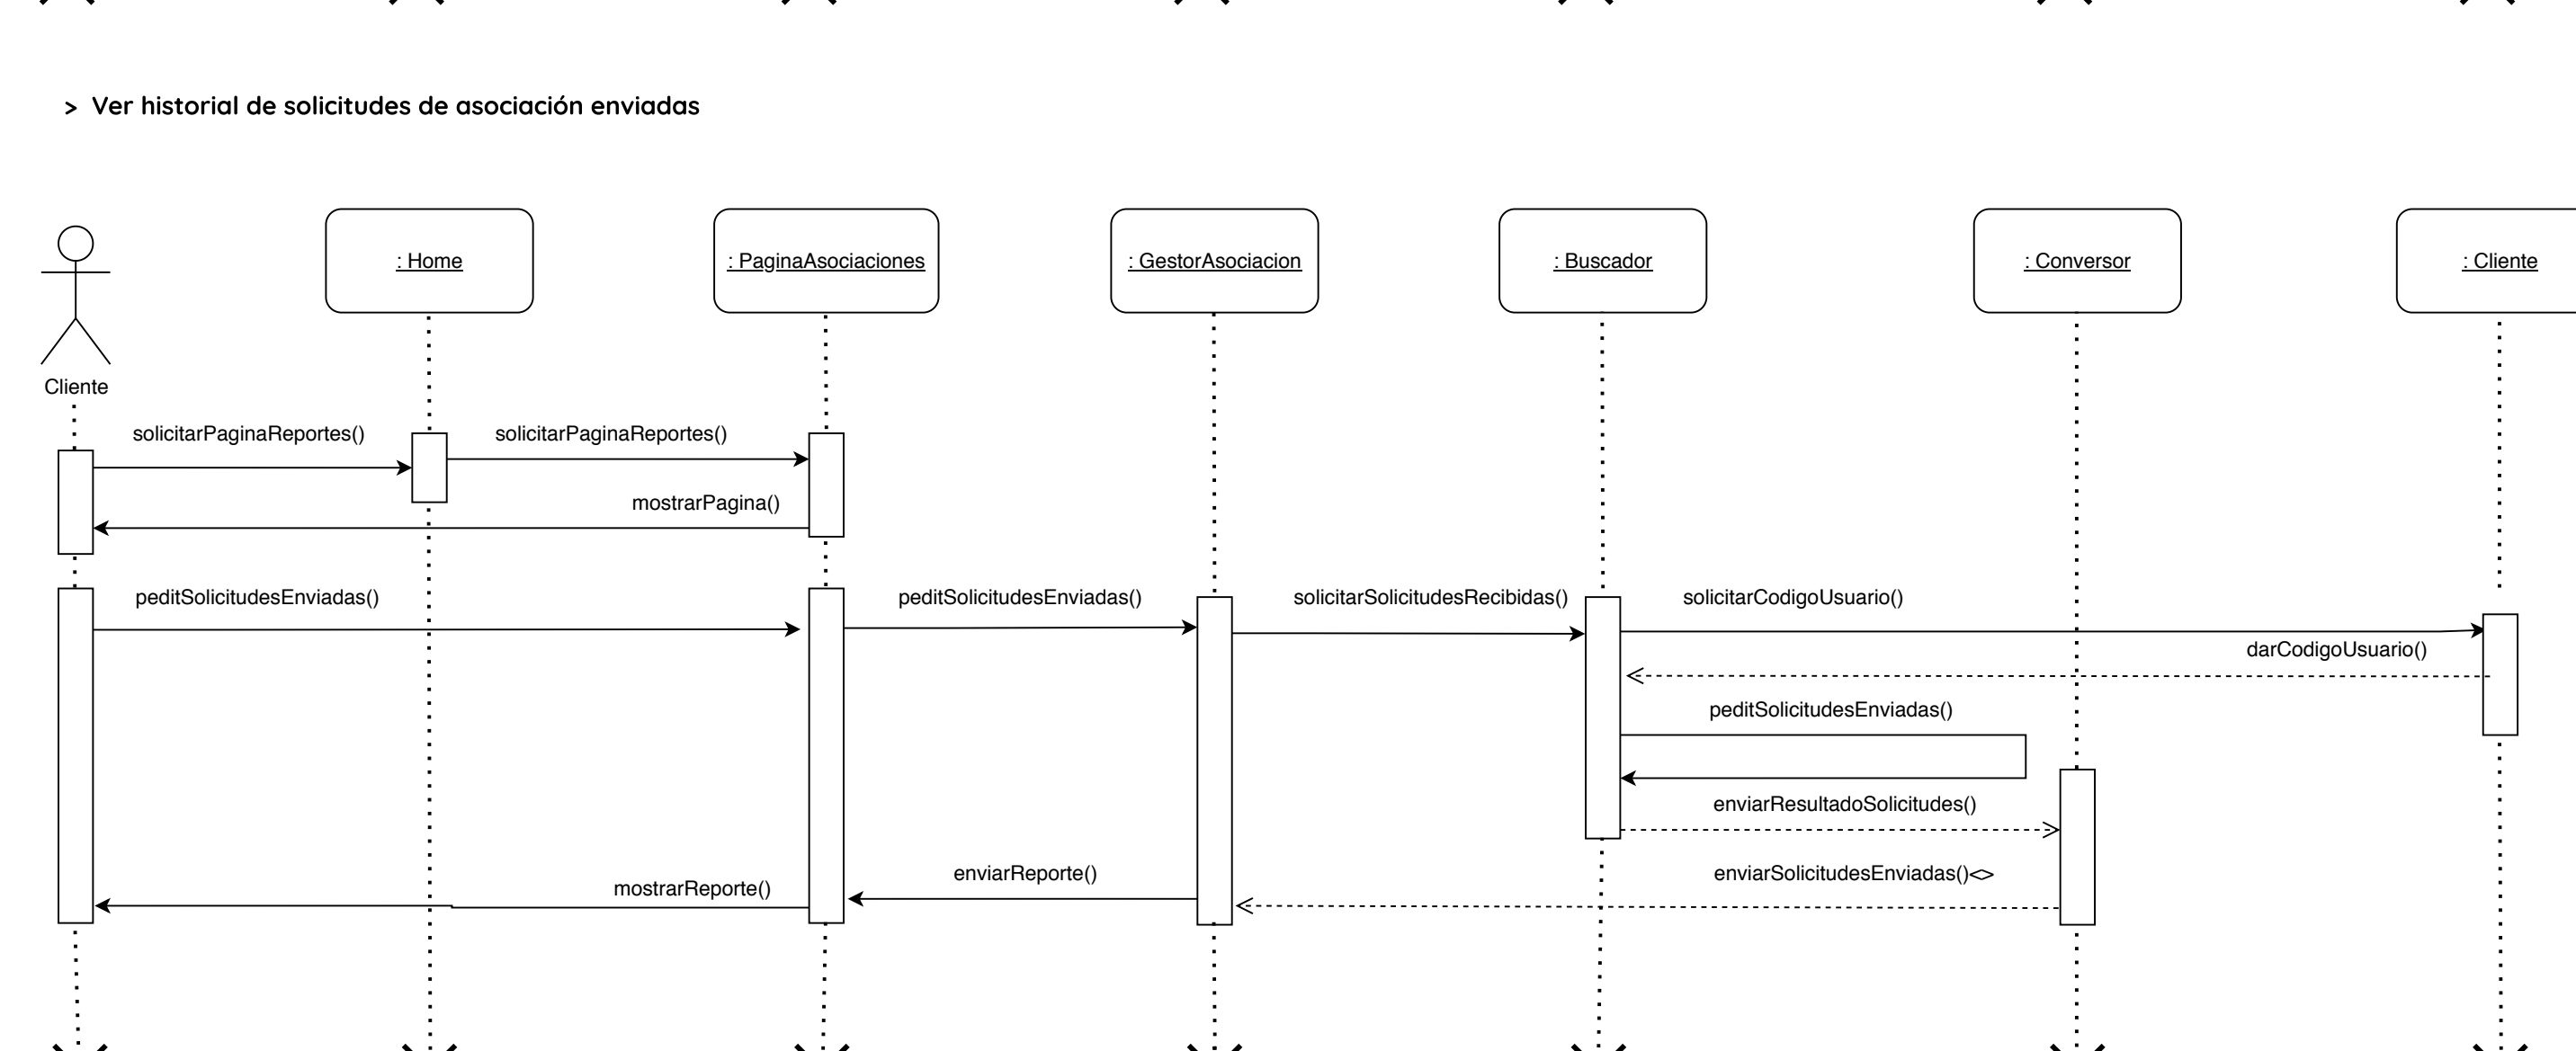 > Ver historial de solicitudes de asociación enviadas
: Home
: PaginaAsociaciones
: GestorAsociacion
: Buscador
: Conversor
: Cliente
Cliente
solicitarPaginaReportes()
solicitarPaginaReportes()
mostrarPagina()
peditSolicitudesEnviadas()
peditSolicitudesEnviadas()
solicitarSolicitudesRecibidas()
solicitarCodigoUsuario()
darCodigoUsuario()
peditSolicitudesEnviadas()
enviarResultadoSolicitudes()
enviarSolicitudesEnviadas()<>
enviarReporte()
mostrarReporte()